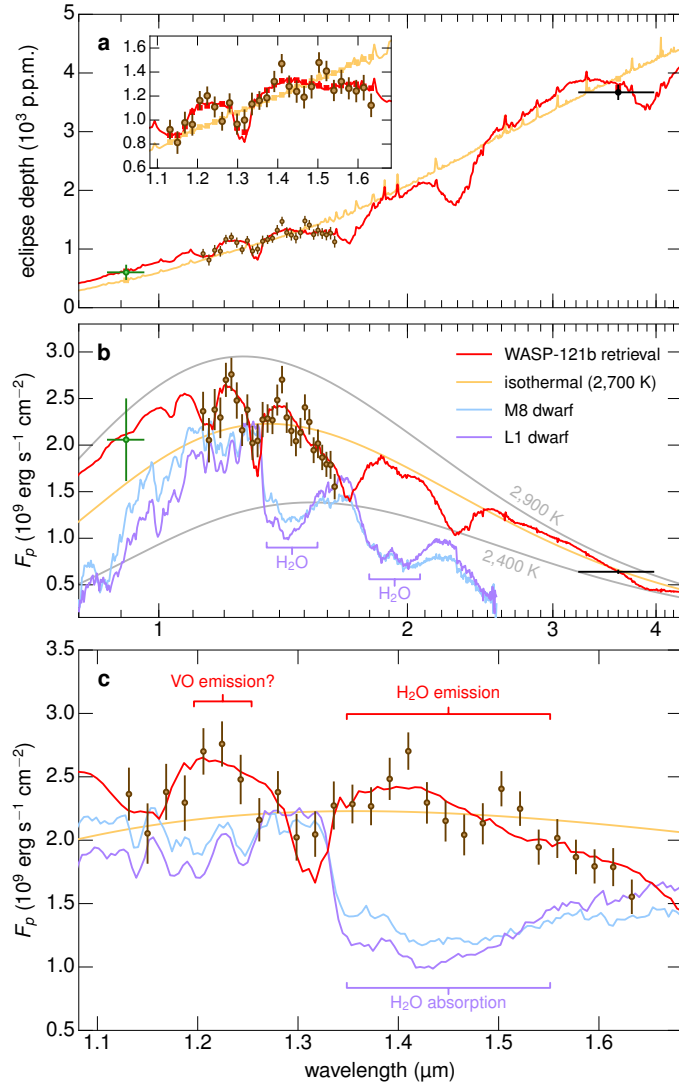 a
eclipse depth (10³ p.p.m.)
5
4
3
2
1
0
1.6
1.4
1.2
1.0
0.8
0.6
1.1 1.2 1.3 1.4 1.5 1.6
b
F_p (10⁹ erg s⁻¹ cm⁻²)
3.0
2.5
2.0
1.5
1.0
0.5
WASP-121b retrieval
isothermal (2,700 K)
M8 dwarf
L1 dwarf
2,900 K
2,400 K
H₂O
H₂O
1 2 3 4
c
F_p (10⁹ erg s⁻¹ cm⁻²)
3.5
3.0
2.5
2.0
1.5
1.0
0.5
VO emission?
H₂O emission
H₂O absorption
1.1 1.2 1.3 1.4 1.5 1.6
wavelength (μm)